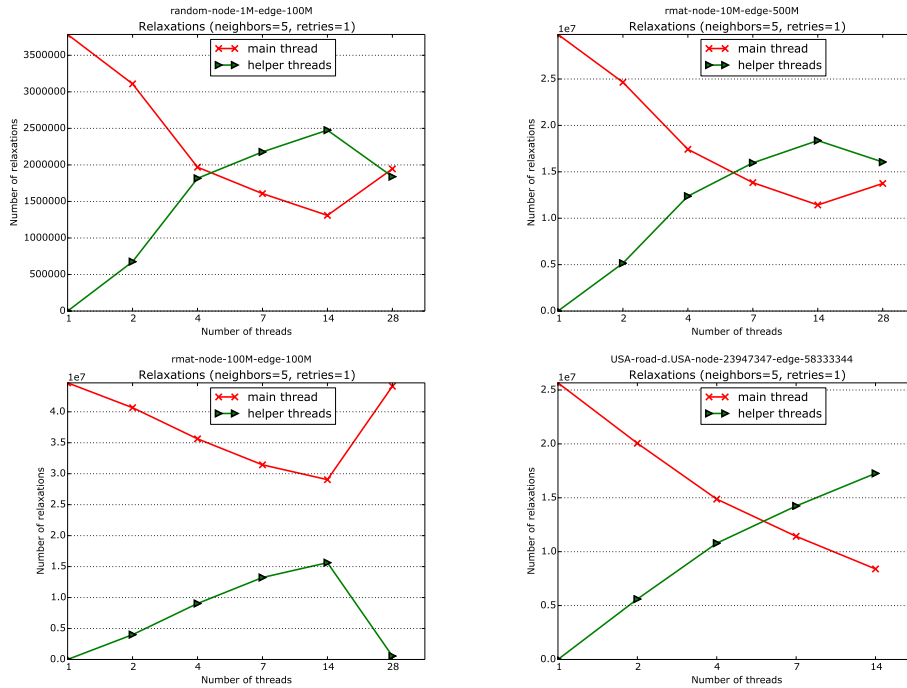 random-node-1M-edge-100M
Relaxations (neighbors=5, retries=1)
main thread
helper threads
Number of relaxations
3500000
3000000
2500000
2000000
1500000
1000000
500000
0
1 2 4 7 14 28
Number of threads
rmat-node-10M-edge-500M
1e7
Relaxations (neighbors=5, retries=1)
main thread
helper threads
Number of relaxations
2.5
2.0
1.5
1.0
0.5
0.0
1 2 4 7 14 28
Number of threads
rmat-node-100M-edge-100M
1e7
Relaxations (neighbors=5, retries=1)
main thread
helper threads
Number of relaxations
4.0
3.5
3.0
2.5
2.0
1.5
1.0
0.5
0.0
1 2 4 7 14 28
Number of threads
USA-road-d.USA-node-23947347-edge-58333344
1e7
Relaxations (neighbors=5, retries=1)
main thread
helper threads
Number of relaxations
2.5
2.0
1.5
1.0
0.5
0.0
1 2 4 7 14
Number of threads